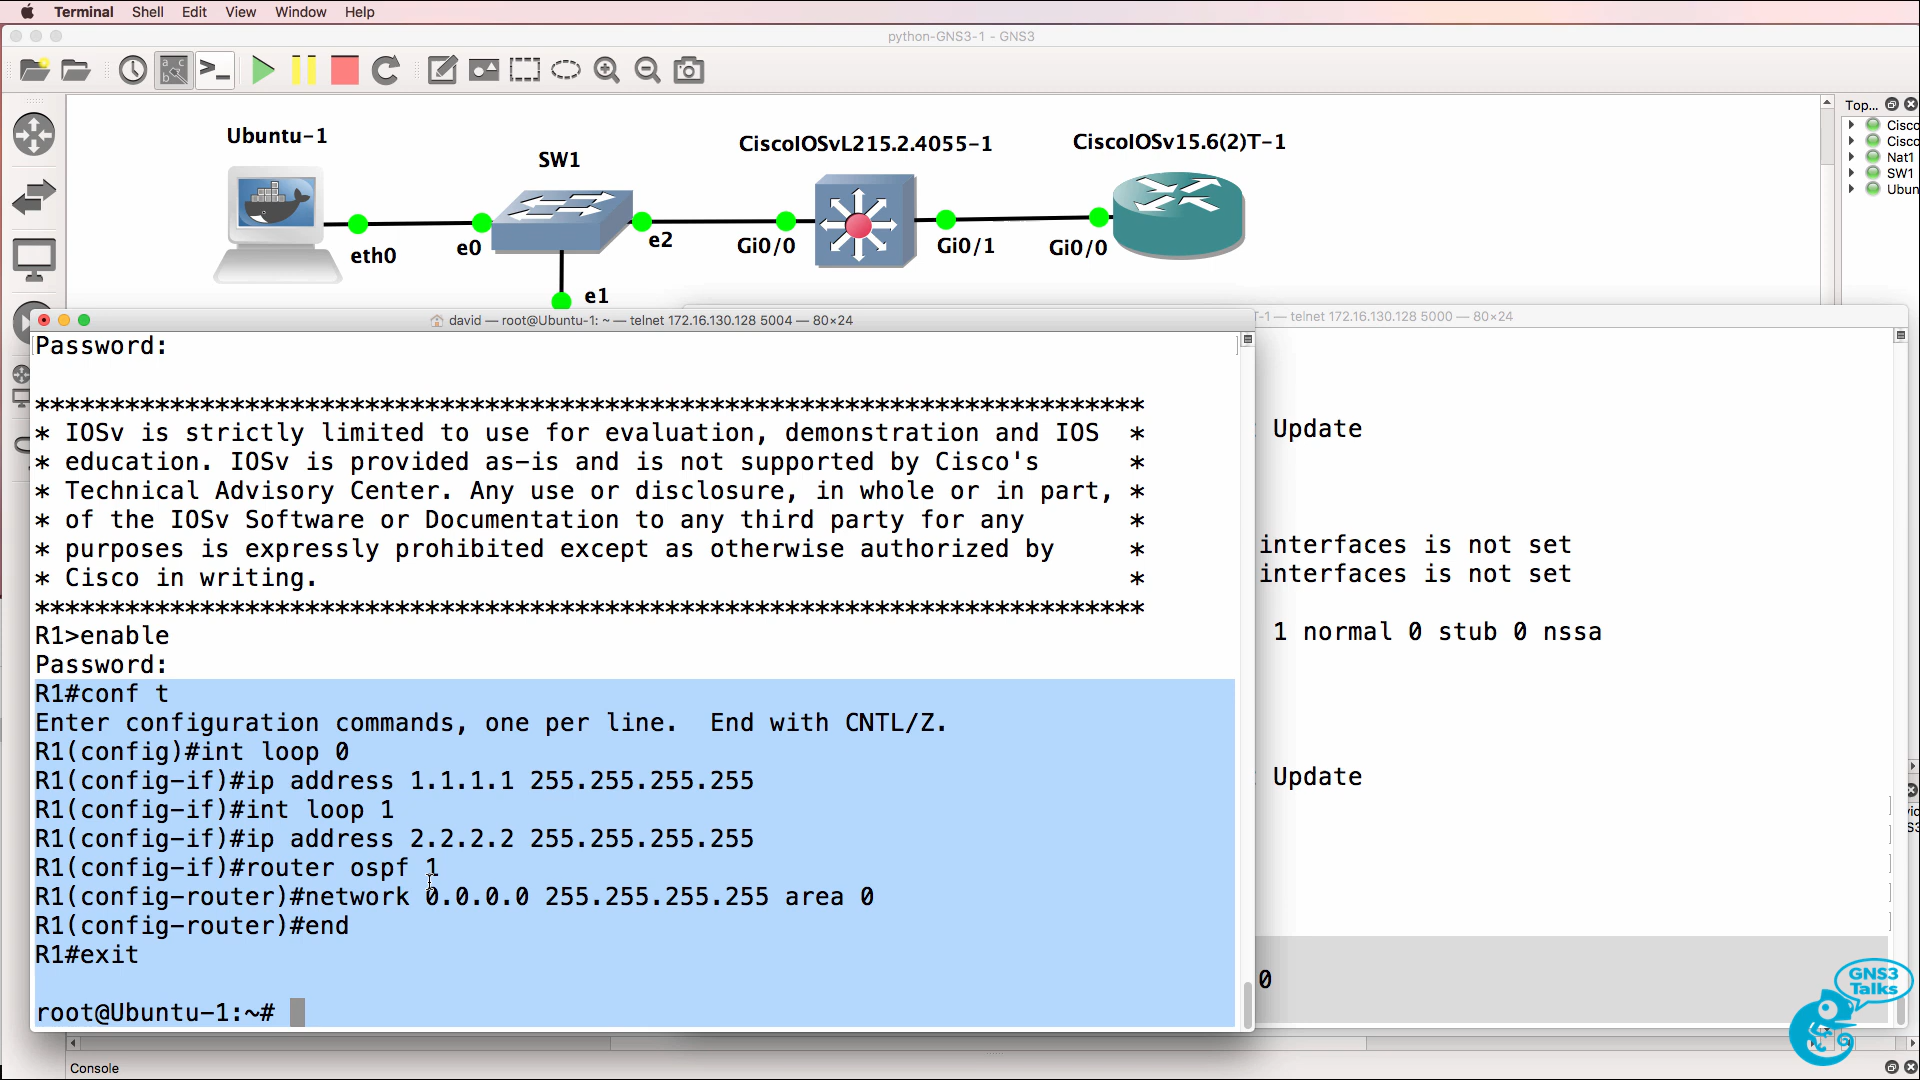 Terminal Shell Edit View Window Help
python-GNS3-1 - GNS3
Ubuntu-1
SW1
CiscoIOSvL215.2.4055-1
CiscoIOSv15.6(2)T-1
eth0
e0
e2
Gi0/0
Gi0/1
Gi0/0
e1
Top...
Cisco
Cisco
Nat1
SW1
Ubun
david — root@Ubuntu-1: ~ — telnet 172.16.130.128 5004 — 80×24
Password:
****************************************************************************
* IOSv is strictly limited to use for evaluation, demonstration and IOS *
* education. IOSv is provided as-is and is not supported by Cisco's *
* Technical Advisory Center. Any use or disclosure, in whole or in part, *
* of the IOSv Software or Documentation to any third party for any *
* purposes is expressly prohibited except as otherwise authorized by *
* Cisco in writing. *
****************************************************************************
R1>enable
Password:
R1#conf t
Enter configuration commands, one per line. End with CNTL/Z.
R1(config)#int loop 0
R1(config-if)#ip address 1.1.1.1 255.255.255.255
R1(config-if)#int loop 1
R1(config-if)#ip address 2.2.2.2 255.255.255.255
R1(config-if)#router ospf 1
R1(config-router)#network 0.0.0.0 255.255.255.255 area 0
R1(config-router)#end
R1#exit
root@Ubuntu-1:~#
T-1 — telnet 172.16.130.128 5000 — 80×24
: Update
interfaces is not set
interfaces is not set
1 normal 0 stub 0 nssa
: Update
0
GNS3
Talks
Console